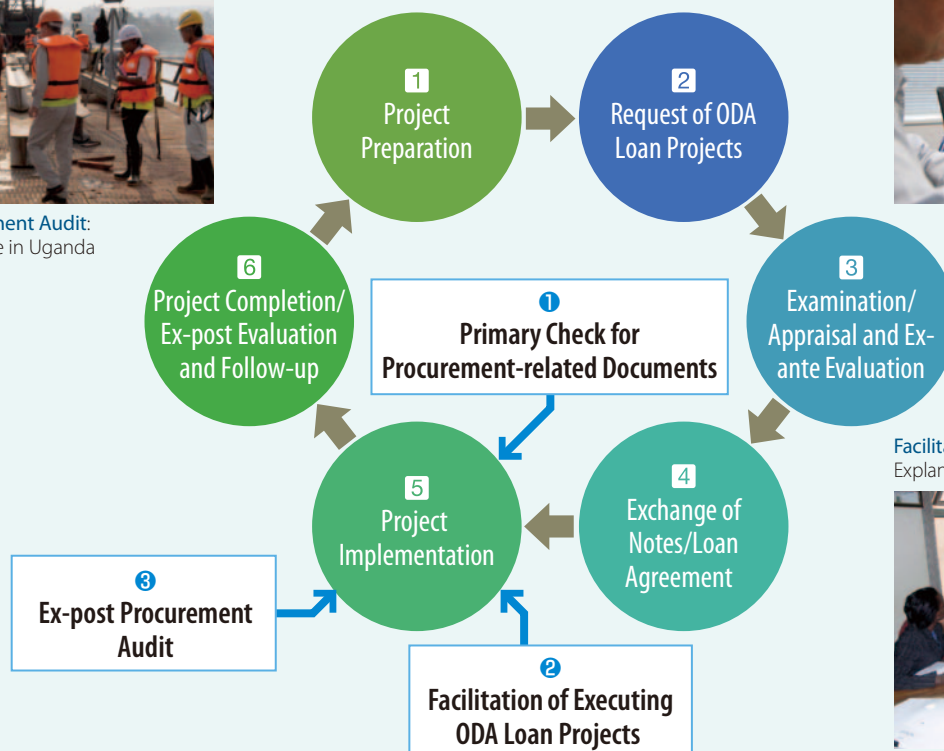 1
Project
Preparation
2
Request of ODA
Loan Projects
ment Audit:
e in Uganda
6
Project Completion/
Ex-post Evaluation
and Follow-up
❶
Primary Check for
Procurement-related Documents
3
Examination/
Appraisal and Ex-
ante Evaluation
5
Project
Implementation
4
Exchange of
Notes/Loan
Agreement
Facilita
Explan
❸
Ex-post Procurement
Audit
❷
Facilitation of Executing
ODA Loan Projects